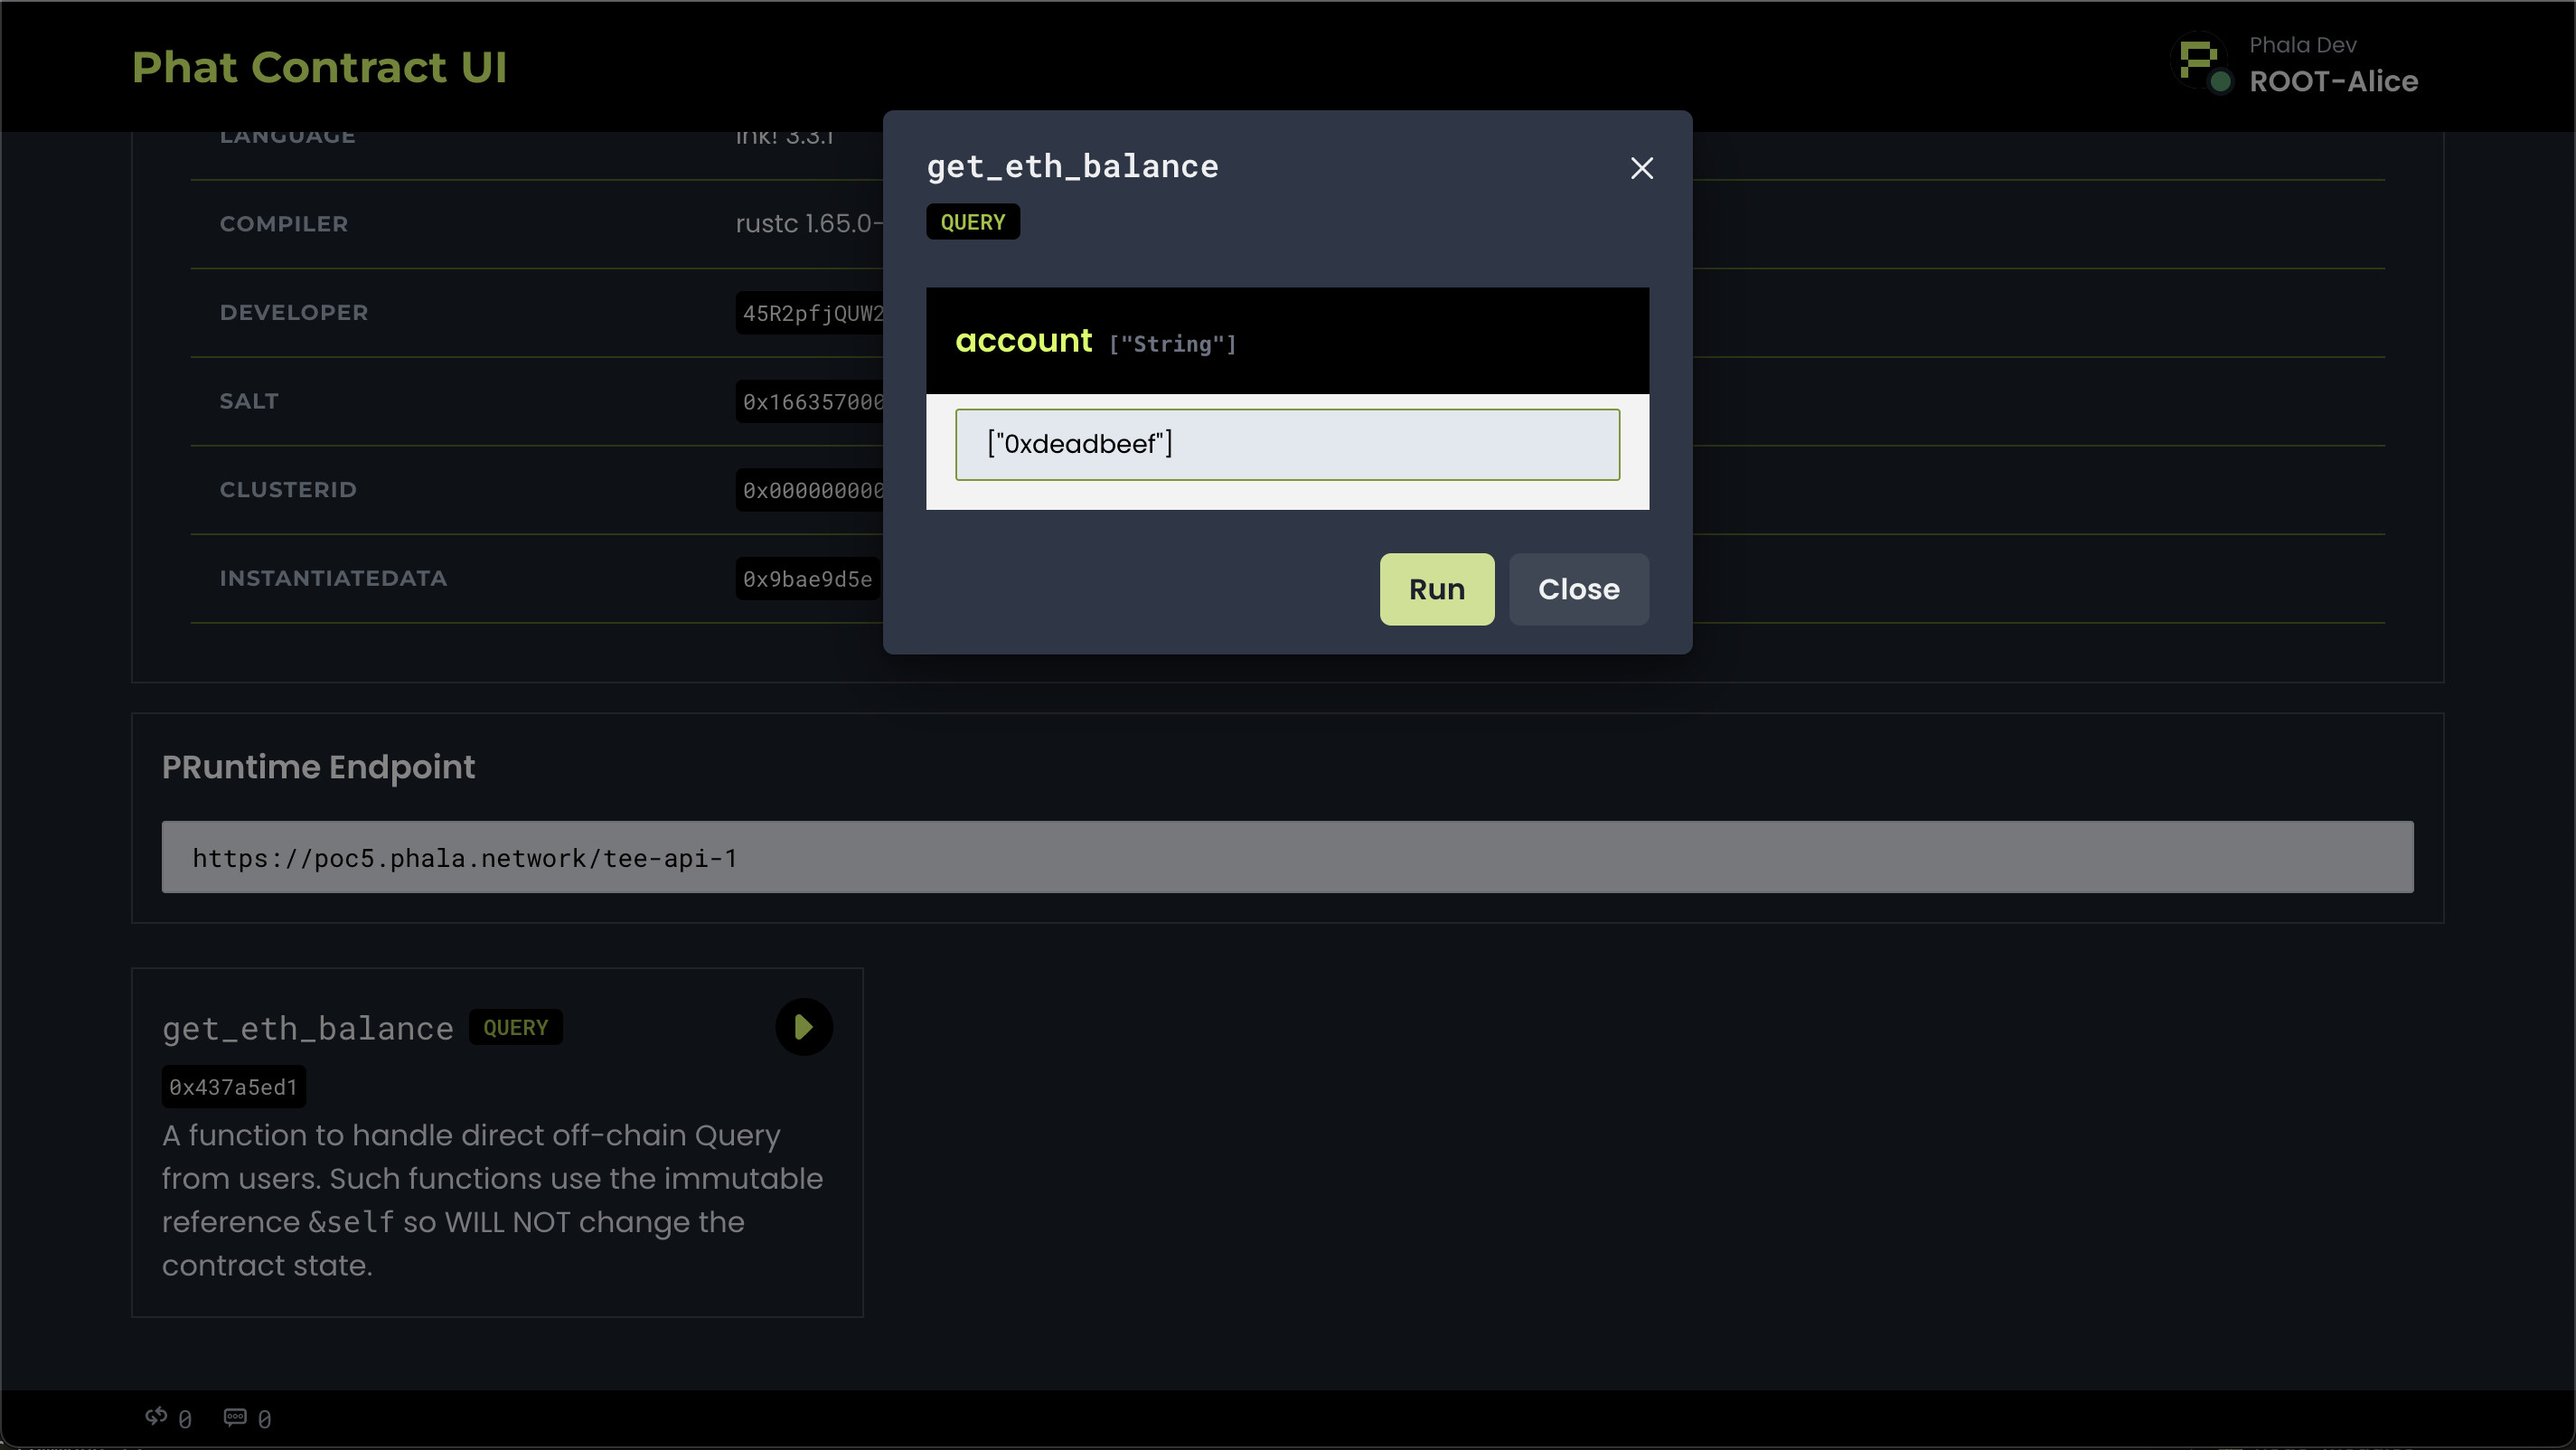 Phat Contract UI
Phala Dev
ROOT-Alice
LANGUAGE
ink! 3.3.1
COMPILER
rustc 1.65.0-
DEVELOPER
45R2pfjQUW2
SALT
0x166357000
CLUSTERID
0x000000000
INSTANTIATEDATA
0x9bae9d5e
get_eth_balance
QUERY
account ["String"]
["0xdeadbeef"]
Run
Close
PRuntime Endpoint
https://poc5.phala.network/tee-api-1
get_eth_balance QUERY
0x437a5ed1
A function to handle direct off-chain Query
from users. Such functions use the immutable
reference &self so WILL NOT change the
contract state.
0
0